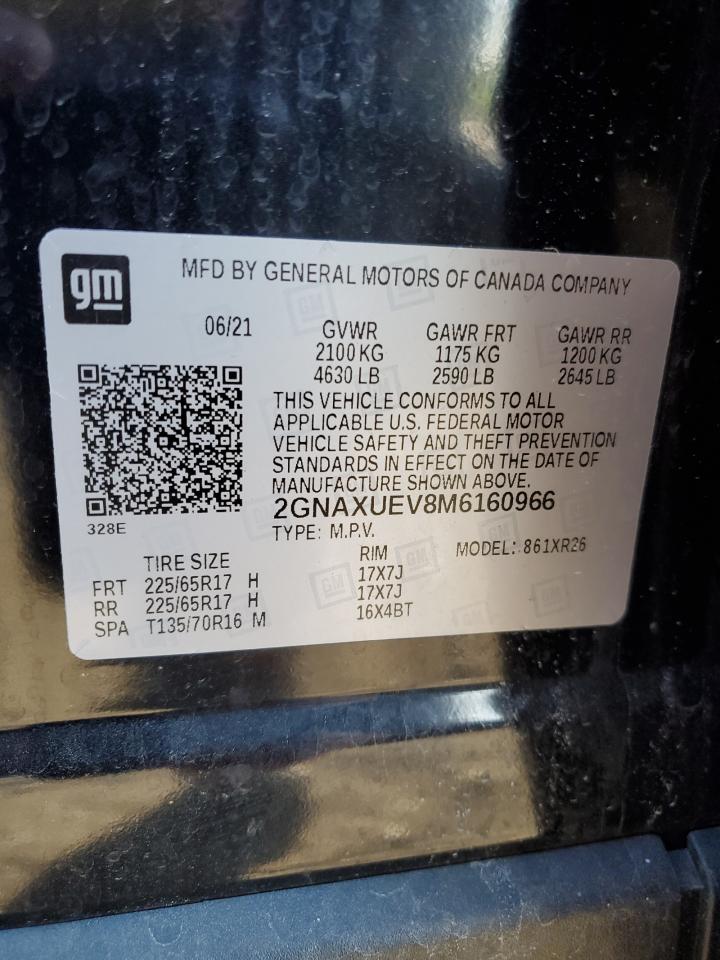 gm
MFD BY GENERAL MOTORS OF CANADA COMPANY
06/21 GVWR GAWR FRT GAWR RR
2100 KG 1175 KG 1200 KG
4630 LB 2590 LB 2645 LB
THIS VEHICLE CONFORMS TO ALL
APPLICABLE U.S. FEDERAL MOTOR
VEHICLE SAFETY AND THEFT PREVENTION
STANDARDS IN EFFECT ON THE DATE OF
MANUFACTURE SHOWN ABOVE.
2GNAXUEV8M6160966
328E
TYPE: M.P.V. MODEL: 861XR26
TIRE SIZE RIM
FRT 225/65R17 H 17X7J
RR 225/65R17 H 17X7J
SPA T135/70R16 M 16X4BT